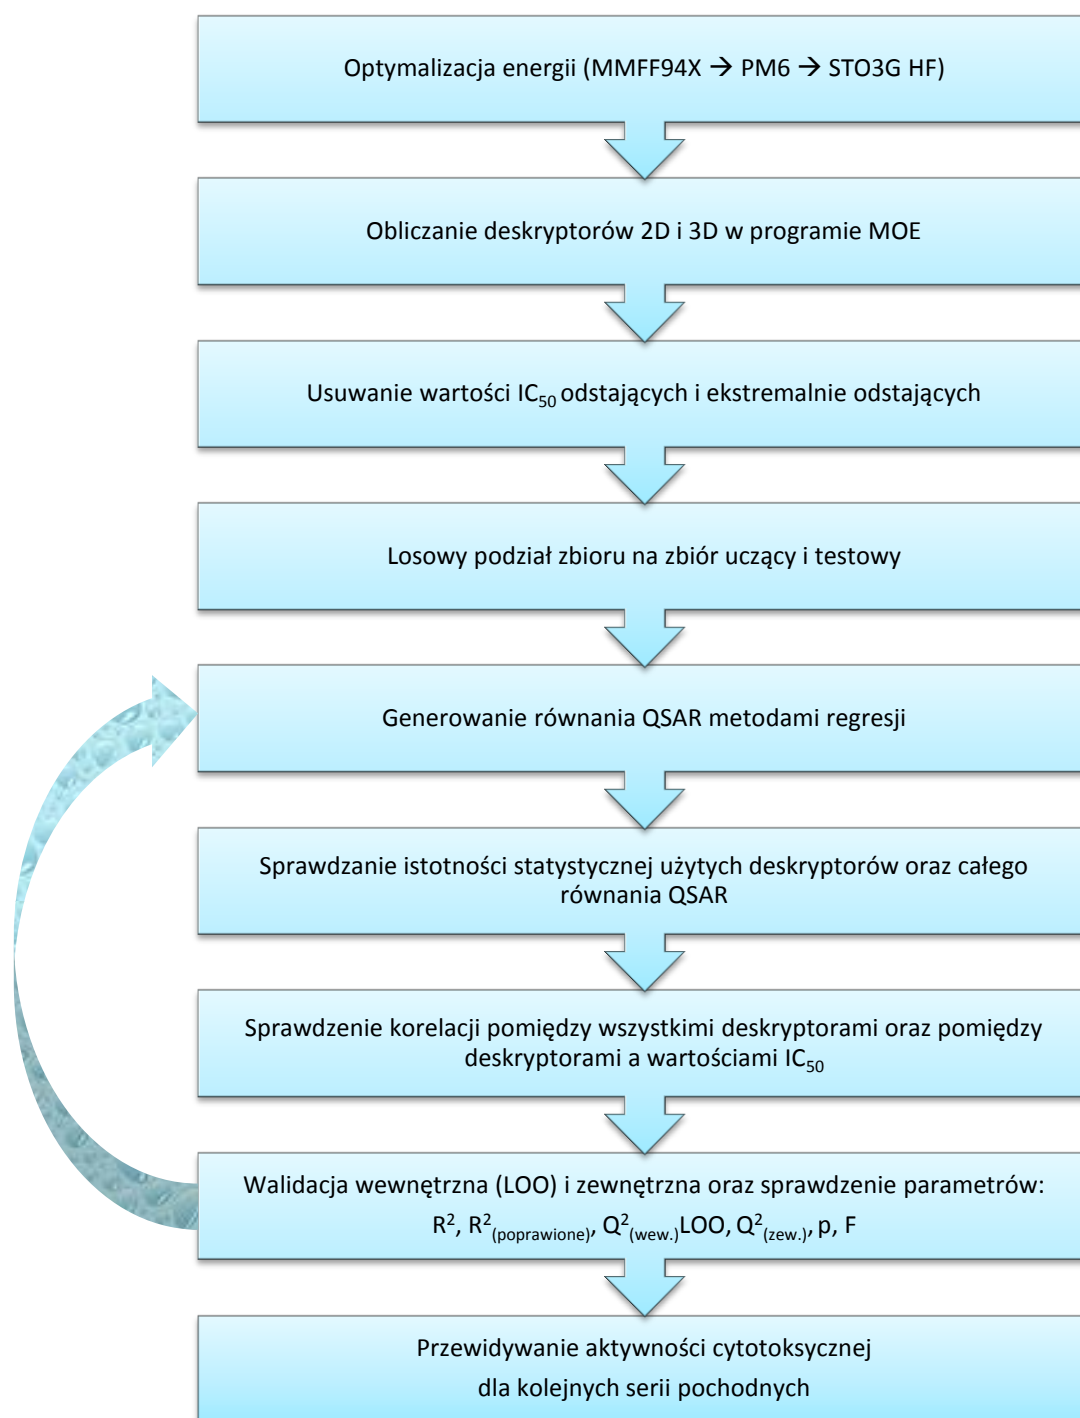 Optymalizacja energii (MMFF94X → PM6 → STO3G HF)
Obliczanie deskryptorów 2D i 3D w programie MOE
Usuwanie wartości IC₅₀ odstających i ekstremalnie odstających
Losowy podział zbioru na zbiór uczący i testowy
Generowanie równania QSAR metodami regresji
Sprawdzanie istotności statystycznej użytych deskryptorów oraz całego
równania QSAR
Sprawdzenie korelacji pomiędzy wszystkimi deskryptorami oraz pomiędzy
deskryptorami a wartościami IC₅₀
Walidacja wewnętrzna (LOO) i zewnętrzna oraz sprawdzenie parametrów:
R², R²(poprawione), Q²(wew.)LOO, Q²(zew.), p, F
Przewidywanie aktywności cytotoksycznej
dla kolejnych serii pochodnych